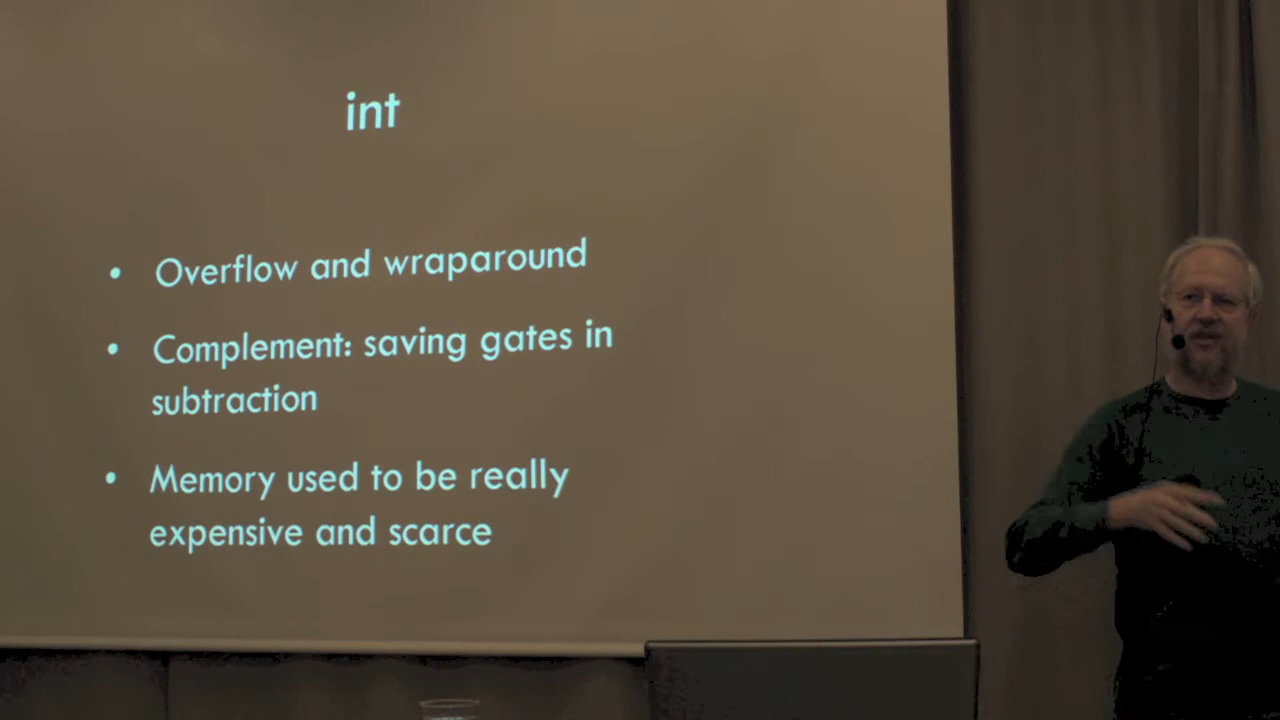 int
• Overflow and wraparound
• Complement: saving gates in
subtraction
• Memory used to be really
expensive and scarce